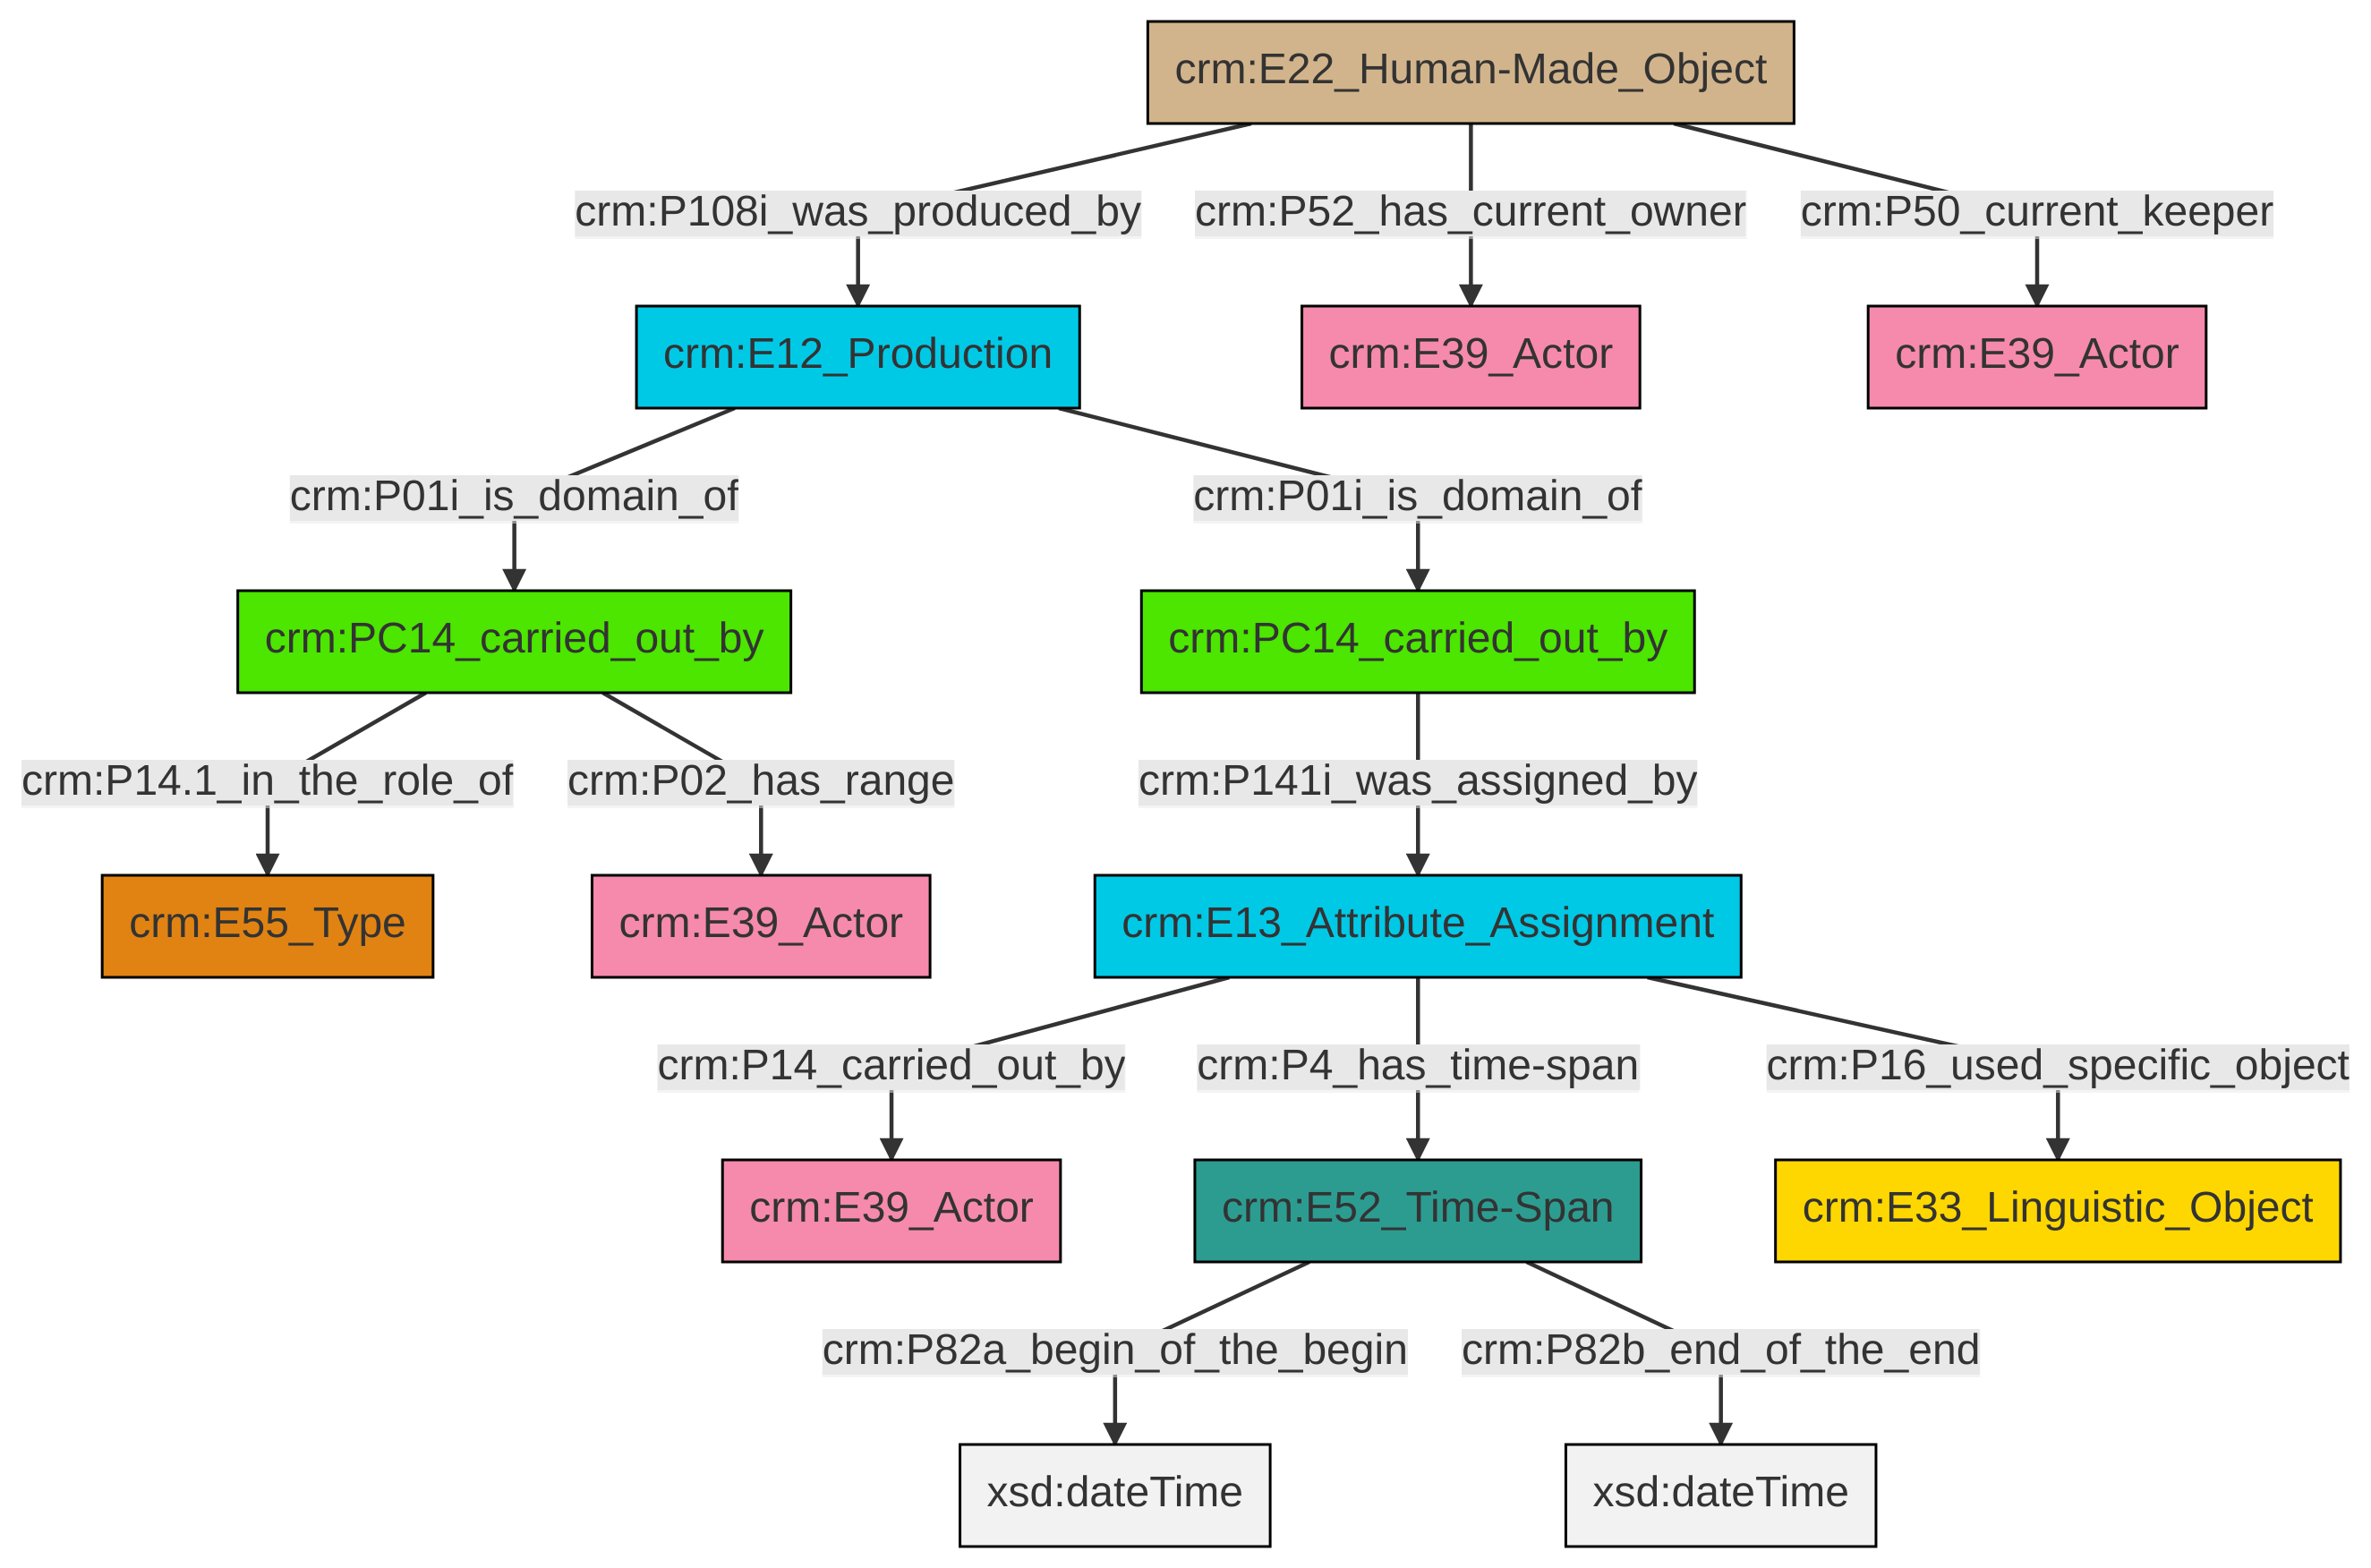 crm:E22_Human-Made_Object
crm:P108i_was_produced_by
crm:P52_has_current_owner
crm:P50_current_keeper
crm:E12_Production
crm:E39_Actor
crm:E39_Actor
crm:P01i_is_domain_of
crm:P01i_is_domain_of
crm:PC14_carried_out_by
crm:PC14_carried_out_by
crm:P14.1_in_the_role_of
crm:P02_has_range
crm:P141i_was_assigned_by
crm:E55_Type
crm:E39_Actor
crm:E13_Attribute_Assignment
crm:P14_carried_out_by
crm:P4_has_time-span
crm:P16_used_specific_object
crm:E39_Actor
crm:E52_Time-Span
crm:E33_Linguistic_Object
crm:P82a_begin_of_the_begin
crm:P82b_end_of_the_end
xsd:dateTime
xsd:dateTime